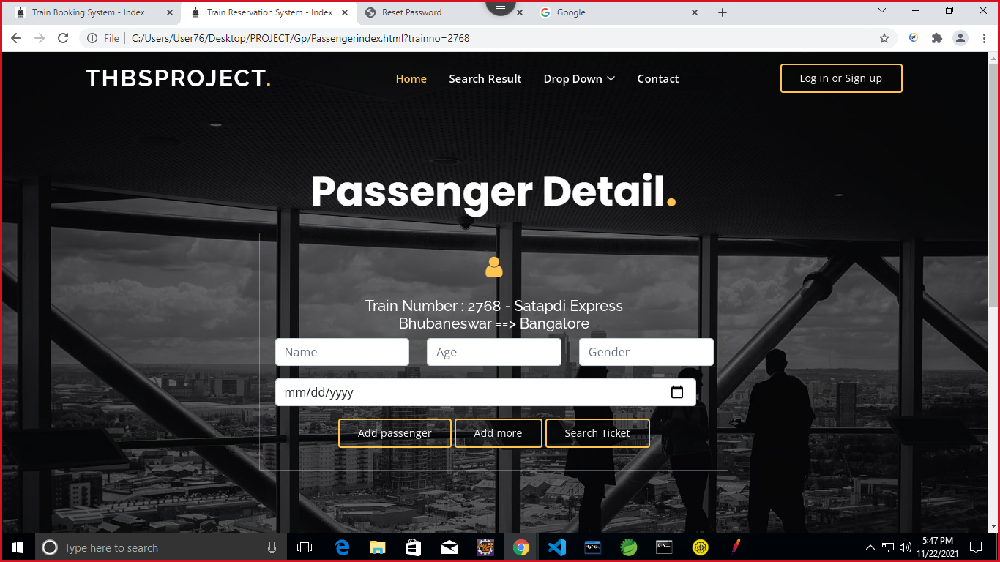 Train Booking System - Index
Train Reservation System - Index
Reset Password
Google
File
C:/Users/User76/Desktop/PROJECT/Gp/Passengerindex.html?trainno=2768
THBSPROJECT.
Home
Search Result
Drop Down
Contact
Log in or Sign up
Passenger Detail.
Train Number : 2768 - Satapdi Express
Bhubaneswar ==> Bangalore
Name
Age
Gender
mm/dd/yyyy
Add passenger
Add more
Search Ticket
Type here to search
5:47 PM
11/22/2021